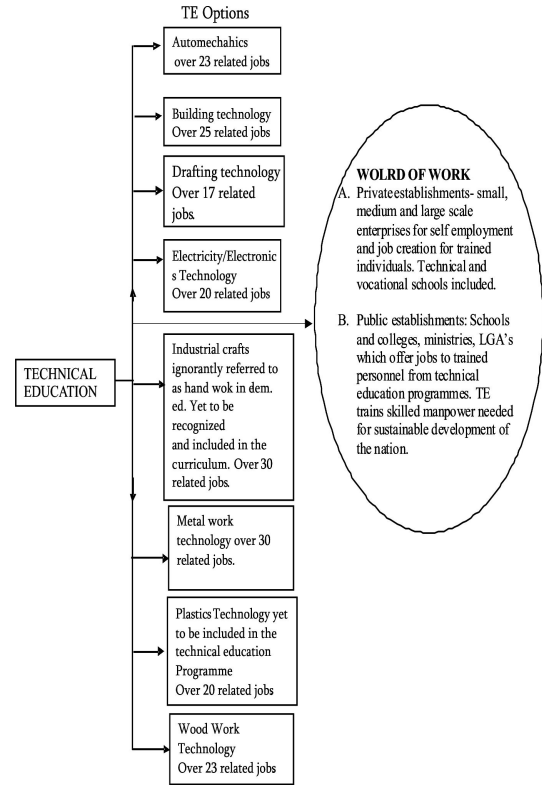 TE Options
Automechahics
over 23 related jobs
Building technology
Over 25 related jobs
Drafting technology
Over 17 related
jobs.
Electricity/Electronic
s Technology
Over 20 related jobs
Industrial crafts
ignorantly referred to
as hand wok in dem.
ed. Yet to be
recognized
and included in the
curriculum. Over 30
related jobs.
Metal work
technology over 30
related jobs.
Plastics Technology yet
to be included in the
technical education
Programme
Over 20 related jobs
Wood Work
Technology
Over 23 related jobs
TECHNICAL
EDUCATION
WOLRD OF WORK
A. Private establishments- small,
medium and large scale
enterprises for self employment
and job creation for trained
individuals. Technical and
vocational schools included.
B. Public establishments: Schools
and colleges, ministries, LGA's
which offer jobs to trained
personnel from technical
education programmes. TE
trains skilled manpower needed
for sustainable development of
the nation.